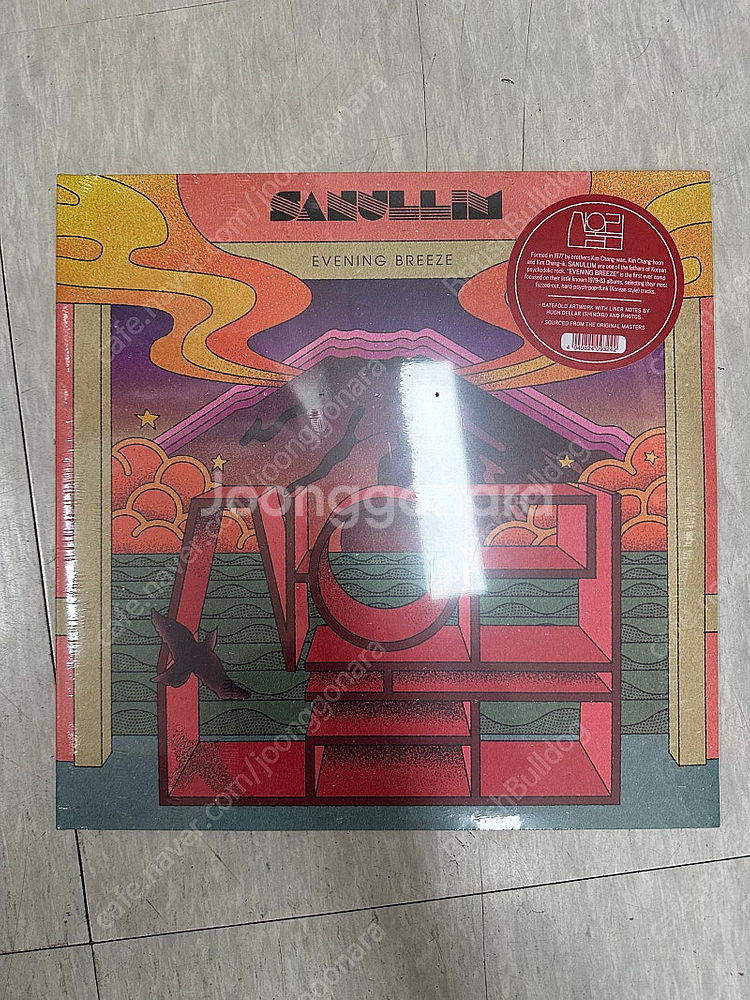 SANULLIM
EVENING BREEZE
산울림
Formed in 1977 by brothers Kim Chang-wan, Kim Chang-hoon
and Kim Chang-ik, SANULLIM are one of the fathers of Korean
psychedelic rock. "EVENING BREEZE" is the first ever comp
focused on their little known 1979-83 albums, selecting their most
fuzzed-out, hard-psych-pop-funk (Korean style) tracks.
· GATEFOLD ARTWORK WITH LINER NOTES BY
HUGH DELLAR (SHINDIG!) AND PHOTOS
· SOURCED FROM THE ORIGINAL MASTERS
Joonggonara
산울림
cafe.naver.com/joonggonara
BritishBulldog